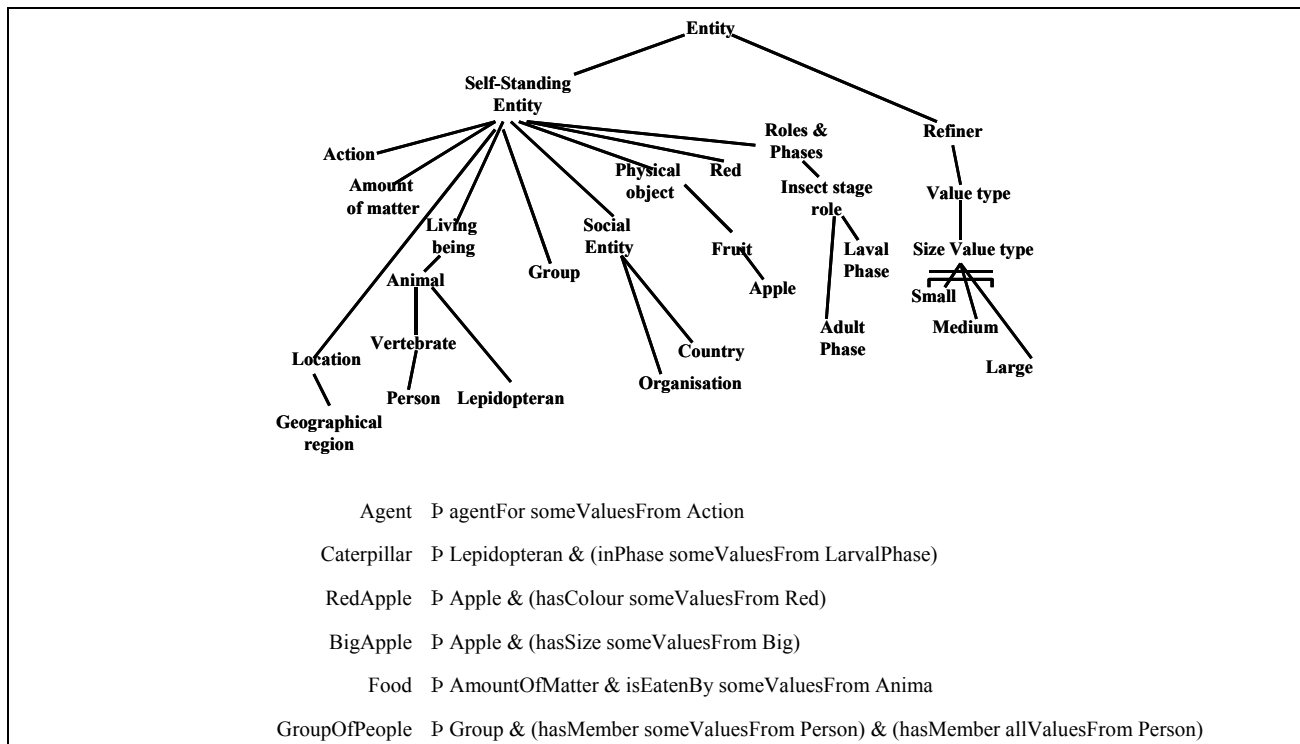 Entity
Self-Standing
Entity
Refiner
Roles &
Phases
Action
Physical
object
Red
Amount
of matter
Insect stage
role
Value type
Living
being
Social
Entity
Fruit
Laval
Phase
Size Value type
Group
Animal
Apple
Small
Medium
Adult
Phase
Vertebrate
Country
Location
Large
Organisation
Person
Lepidopteran
Geographical
region
Agent Þ agentFor someValuesFrom Action
Caterpillar Þ Lepidopteran & (inPhase someValuesFrom LarvalPhase)
RedApple Þ Apple & (hasColour someValuesFrom Red)
BigApple Þ Apple & (hasSize someValuesFrom Big)
Food Þ AmountOfMatter & isEatenBy someValuesFrom Anima
GroupOfPeople Þ Group & (hasMember someValuesFrom Person) & (hasMember allValuesFrom Person)